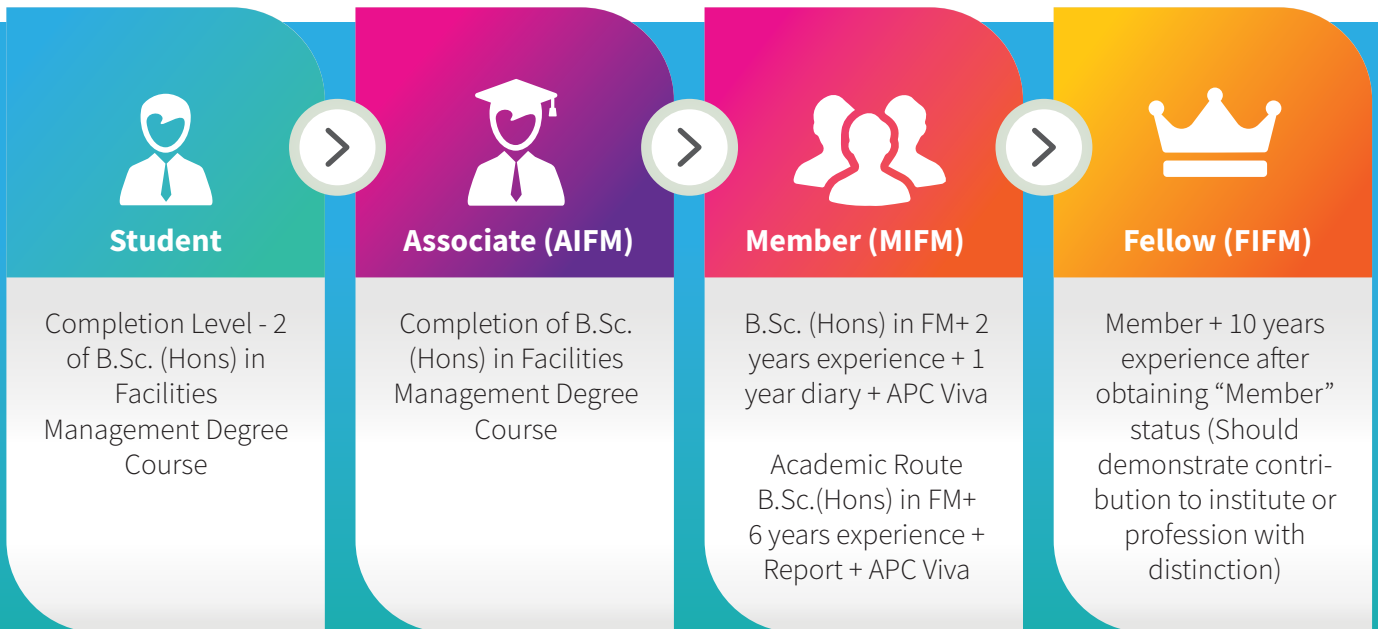 Student
Completion Level - 2
of B.Sc. (Hons) in
Facilities
Management Degree
Course
Associate (AIFM)
Completion of B.Sc.
(Hons) in Facilities
Management Degree
Course
Member (MIFM)
B.Sc. (Hons) in FM+ 2
years experience + 1
year diary + APC Viva
Academic Route
B.Sc.(Hons) in FM+
6 years experience +
Report + APC Viva
Fellow (FIFM)
Member + 10 years
experience after
obtaining “Member”
status (Should
demonstrate contri-
bution to institute or
profession with
distinction)